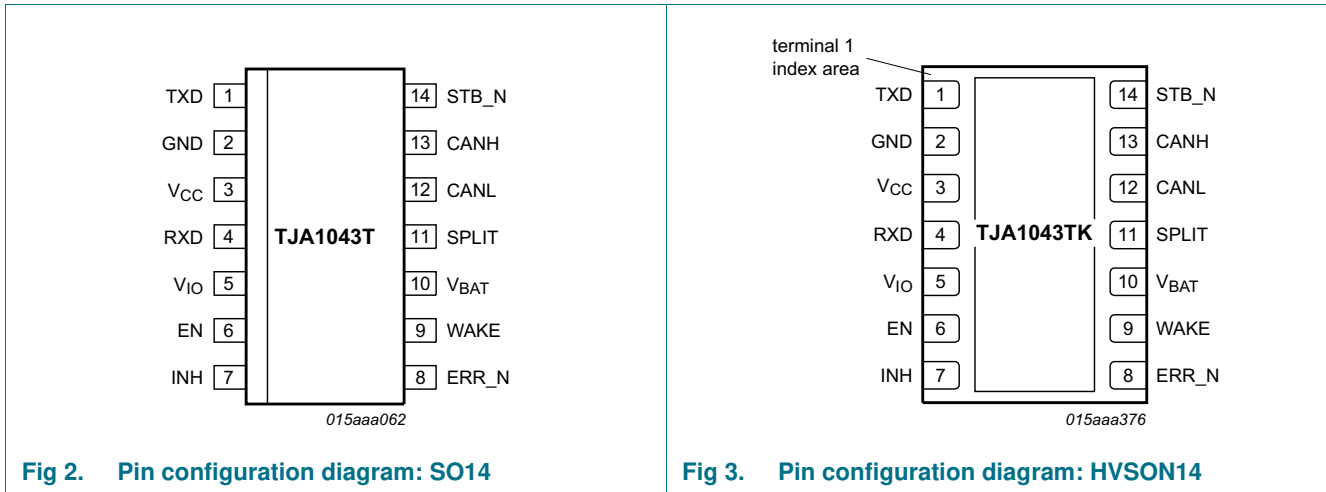 TXD 1 14 STB_N
GND 2 13 CANH
VCC 3 12 CANL
RXD 4 TJA1043T 11 SPLIT
VIO 5 10 VBAT
EN 6 9 WAKE
INH 7 8 ERR_N
015aaa062
Fig 2. Pin configuration diagram: SO14
terminal 1
index area
TXD 1 14 STB_N
GND 2 13 CANH
VCC 3 12 CANL
RXD 4 TJA1043TK 11 SPLIT
VIO 5 10 VBAT
EN 6 9 WAKE
INH 7 8 ERR_N
015aaa376
Fig 3. Pin configuration diagram: HVSON14